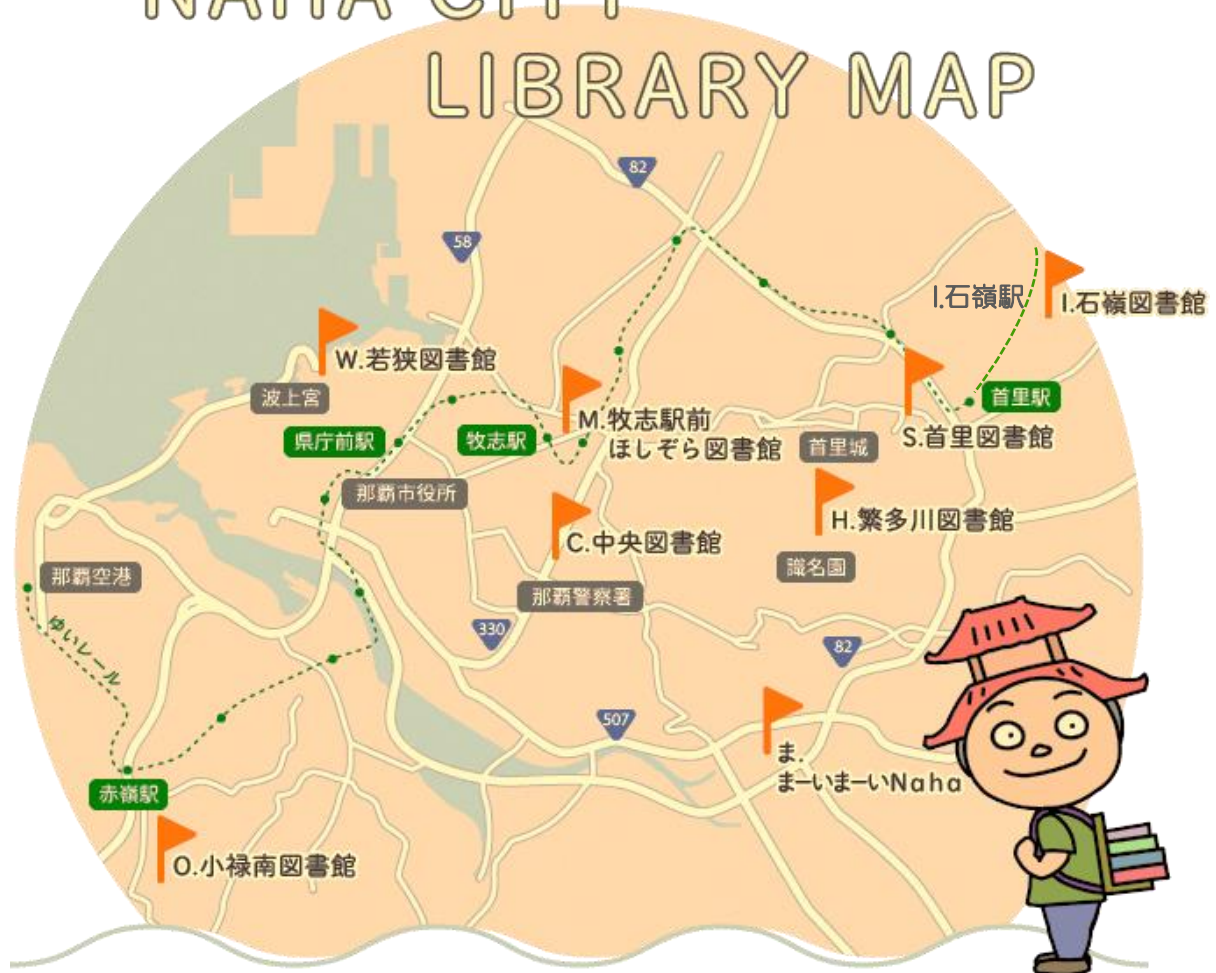 NAHA CITY
LIBRARY MAP
82
58
I.石嶺駅
I.石嶺図書館
W.若狭図書館
波上宮
首里駅
県庁前駅
牧志駅
M.牧志駅前
ほしぞら図書館
首里城
S.首里図書館
那覇市役所
H.繁多川図書館
C.中央図書館
識名園
那覇空港
那覇警察署
ゆいレール
330
82
507
ま.
まーいまーいNaha
赤嶺駅
O.小禄南図書館